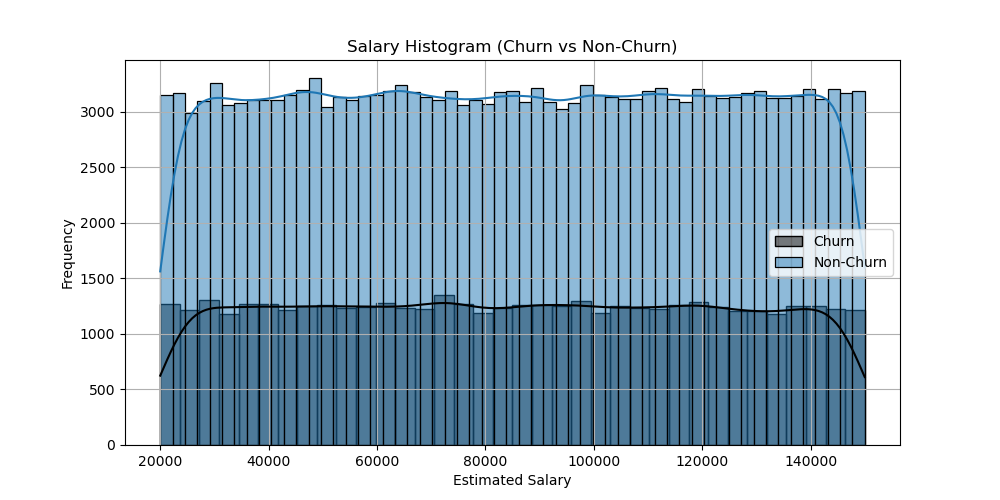 Salary Histogram (Churn vs Non-Churn)
Frequency
3000
2500
2000
1500
1000
500
0
Churn
Non-Churn
20000 40000 60000 80000 100000 120000 140000
Estimated Salary